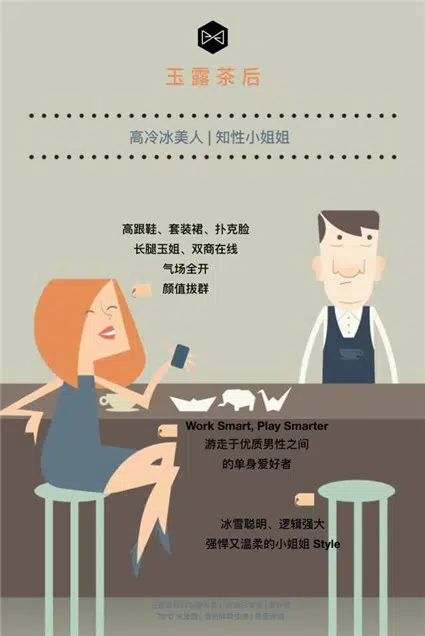 玉露茶后
高冷冰美人 | 知性小姐姐
高跟鞋、套装裙、扑克脸
长腿玉姐、双商在线
气场全开
颜值拔群
Work Smart, Play Smarter
游走于优质男性之间
的单身爱好者
冰雪聪明、逻辑强大
强悍又温柔的小姐姐 Style